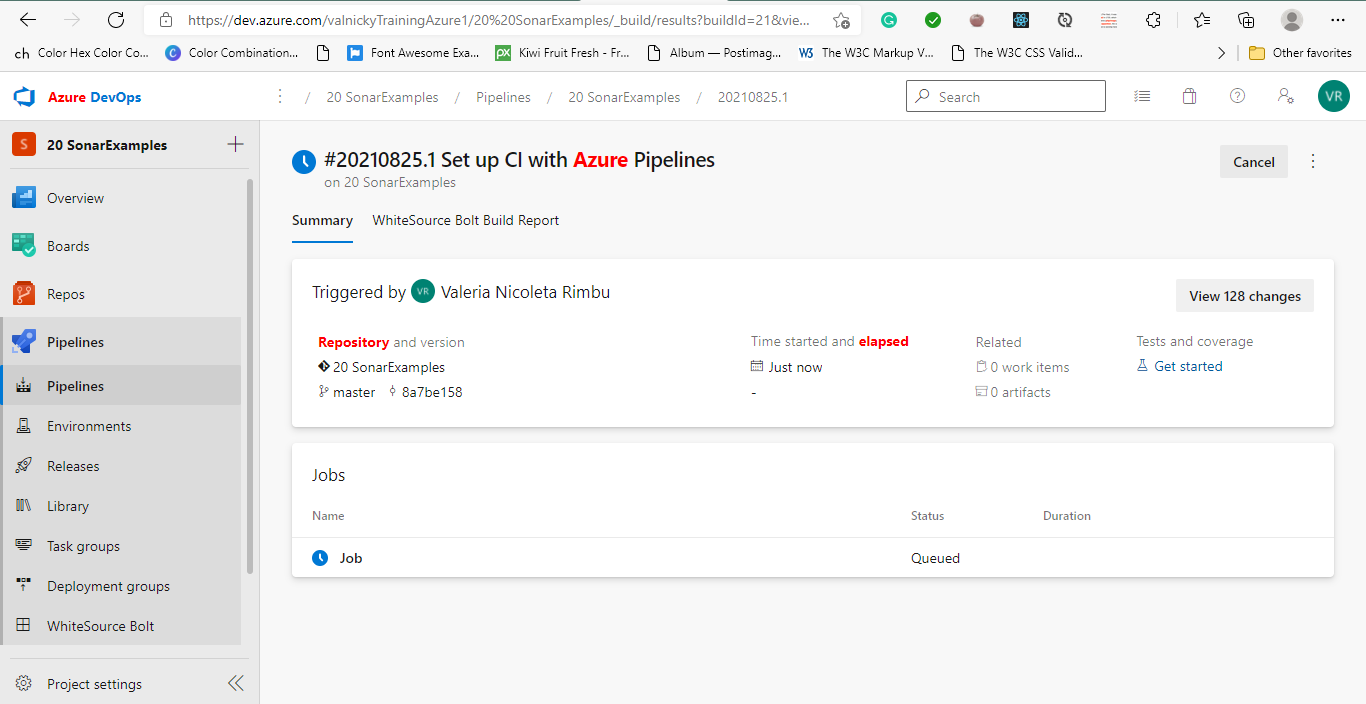 https://dev.azure.com/valnickyTrainingAzure1/20%20SonarExamples/_build/results?buildId=21&vie...
ch Color Hex Color Co...
C Color Combination...
Font Awesome Exa...
px Kiwi Fruit Fresh - Fr...
Album — Postimag...
W3 The W3C Markup V...
The W3C CSS Valid...
Other favorites
Azure DevOps
/ 20 SonarExamples / Pipelines / 20 SonarExamples / 20210825.1
Search
VR
S 20 SonarExamples
Overview
Boards
Repos
Pipelines
Pipelines
Environments
Releases
Library
Task groups
Deployment groups
WhiteSource Bolt
Project settings
#20210825.1 Set up CI with Azure Pipelines
on 20 SonarExamples
Cancel
Summary
WhiteSource Bolt Build Report
Triggered by VR Valeria Nicoleta Rimbu
View 128 changes
Repository and version
20 SonarExamples
master 8a7be158
Time started and elapsed
Just now
-
Related
0 work items
0 artifacts
Tests and coverage
Get started
Jobs
Name Status Duration
Job Queued